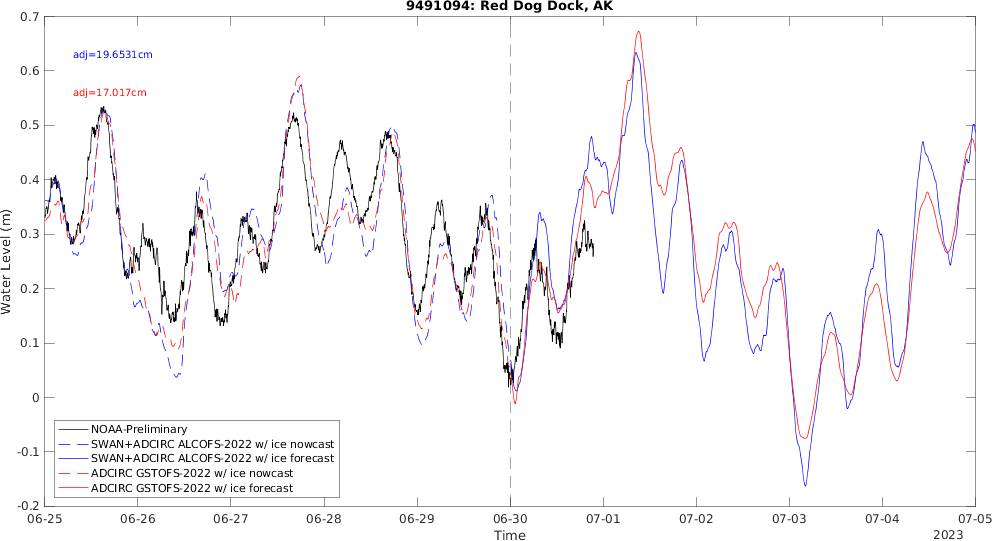 9491094: Red Dog Dock, AK
adj=19.6531cm
adj=17.017cm
Water Level (m)
0.7
0.6
0.5
0.4
0.3
0.2
0.1
0
-0.1
-0.2
NOAA-Preliminary
SWAN+ADCIRC ALCOFS-2022 w/ ice nowcast
SWAN+ADCIRC ALCOFS-2022 w/ ice forecast
ADCIRC GSTOFS-2022 w/ ice nowcast
ADCIRC GSTOFS-2022 w/ ice forecast
06-25 06-26 06-27 06-28 06-29 06-30 07-01 07-02 07-03 07-04 07-05
Time
2023